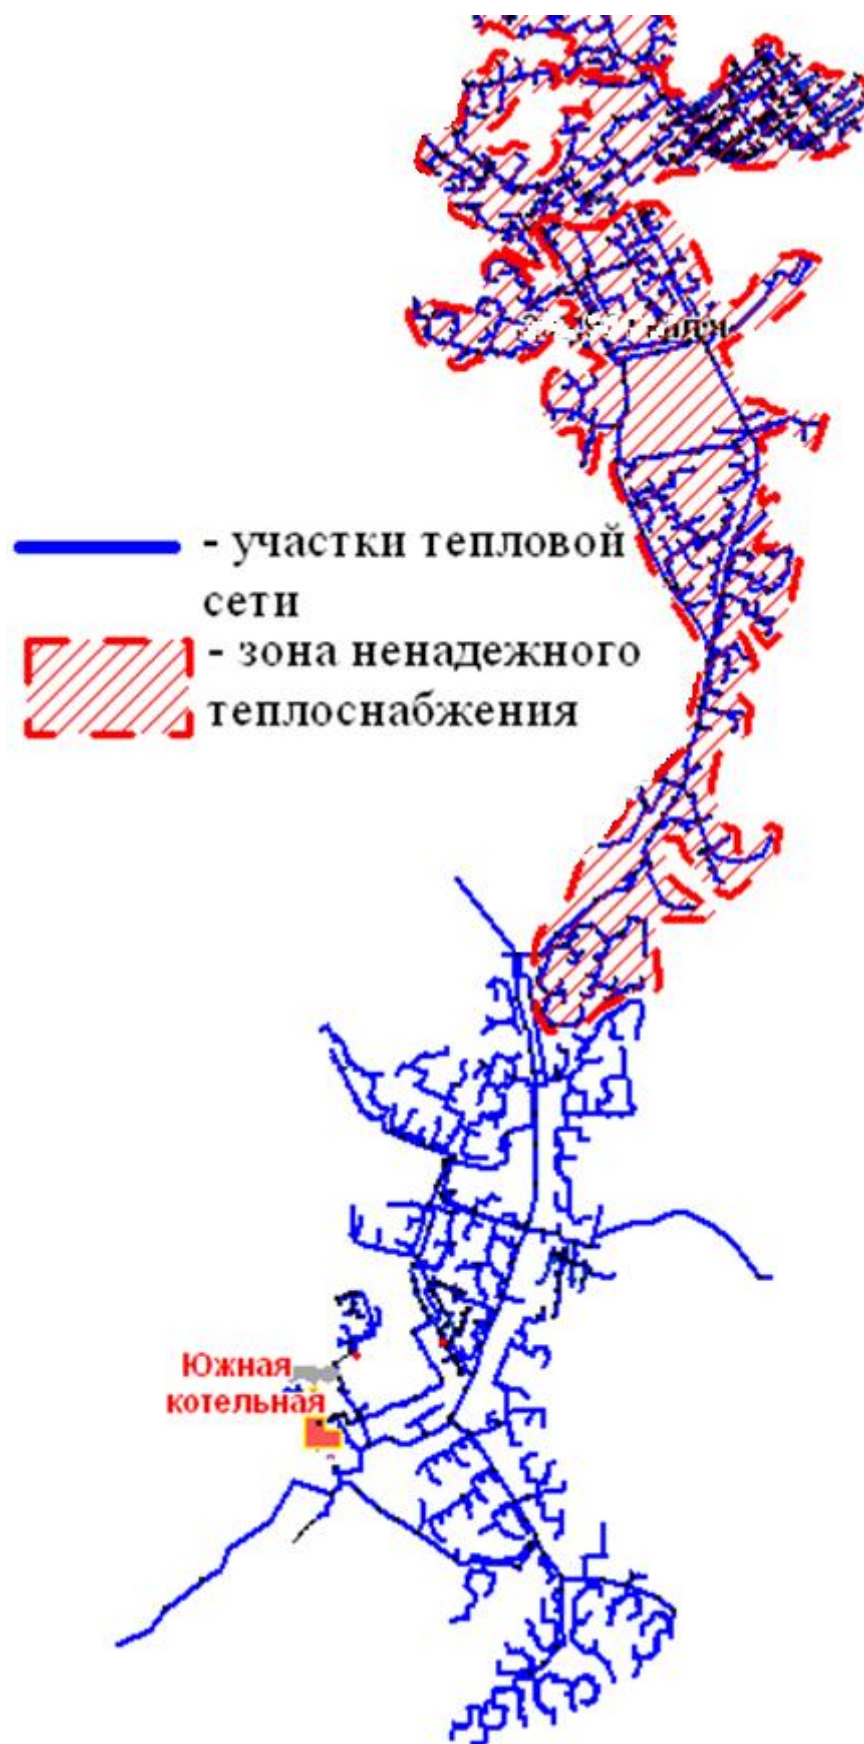 - участки тепловой
сети
- зона ненадежного
теплоснабжения
Южная
котельная